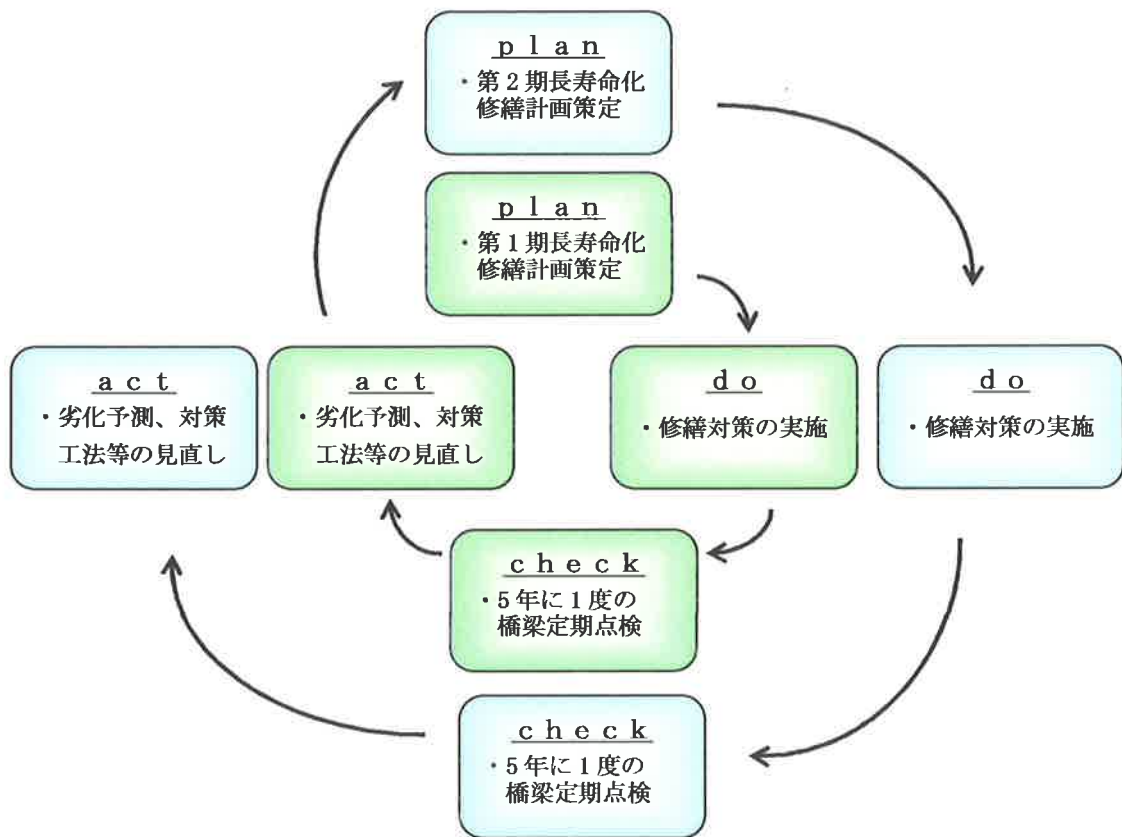 plan
・第2期長寿命化
修繕計画策定
plan
・第1期長寿命化
修繕計画策定
act
・劣化予測、対策
工法等の見直し
act
・劣化予測、対策
工法等の見直し
do
・修繕対策の実施
do
・修繕対策の実施
check
・5年に1度の
橋梁定期点検
check
・5年に1度の
橋梁定期点検